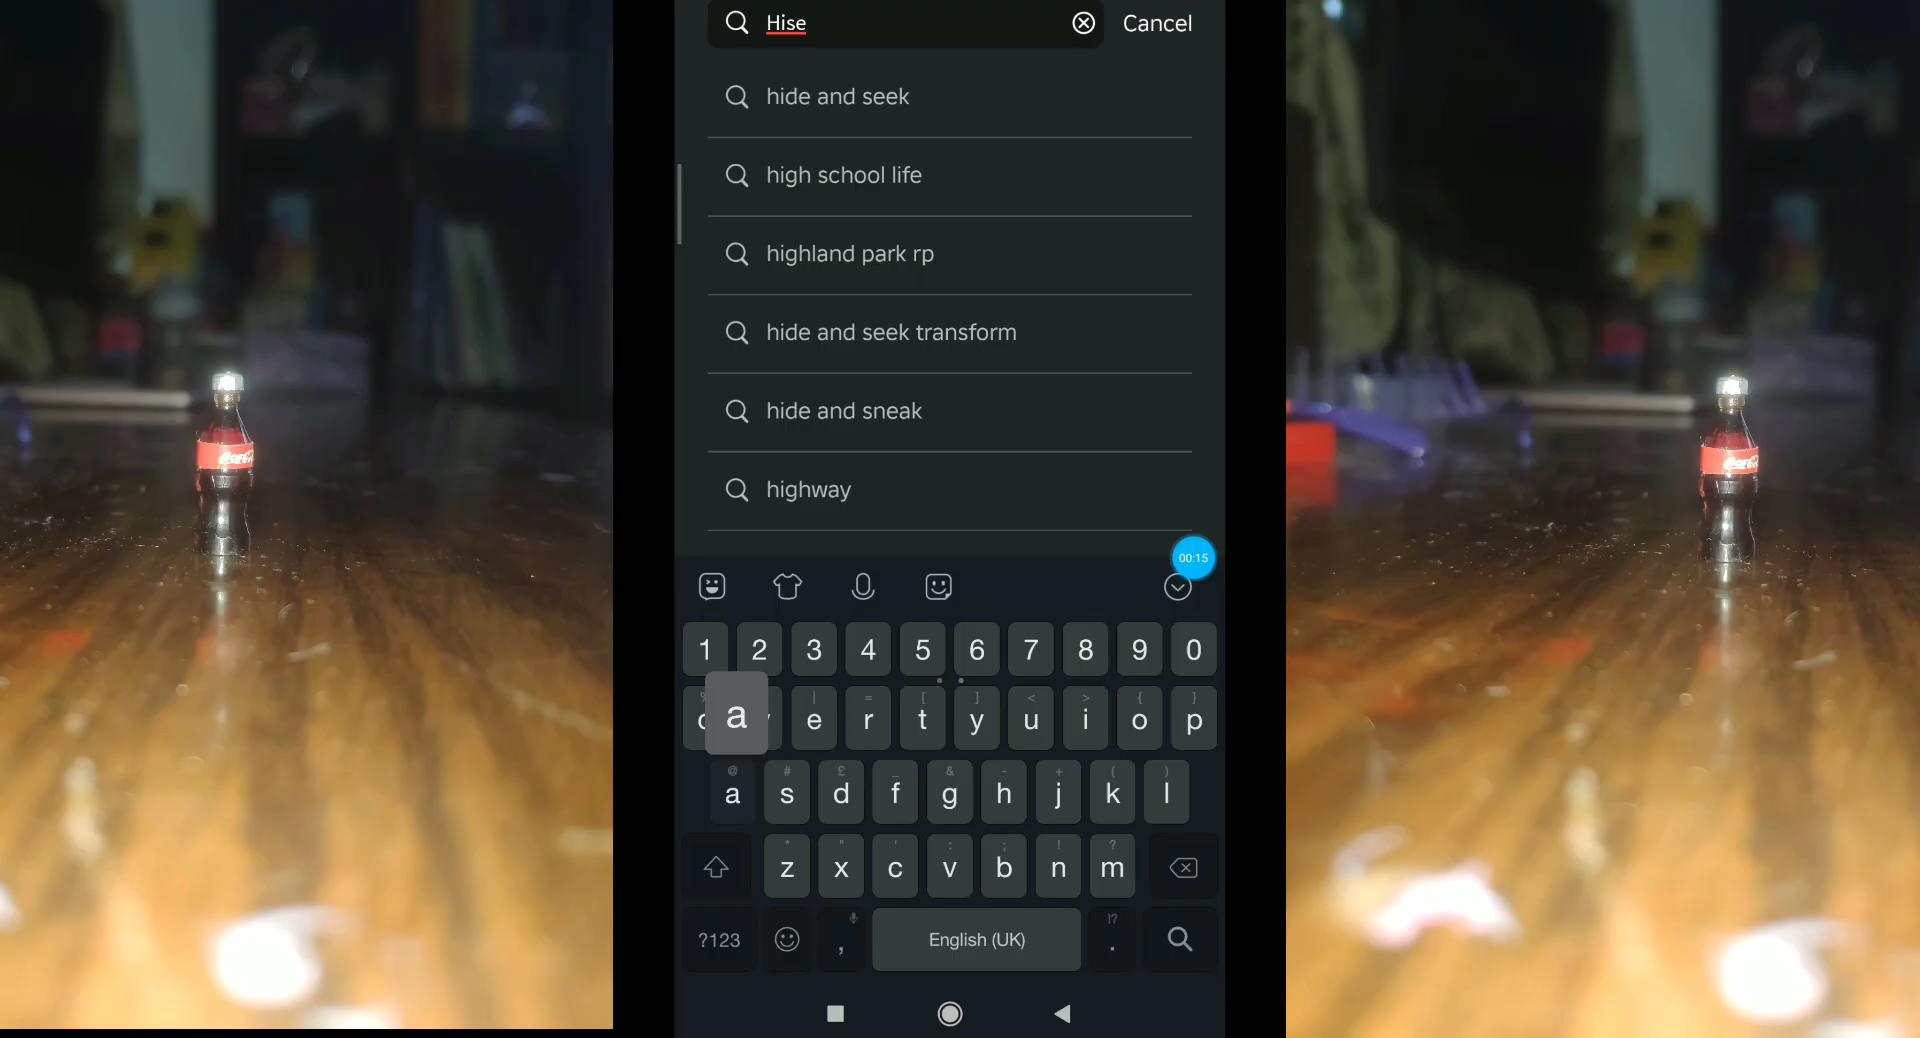 Hise
Cancel
hide and seek
high school life
highland park rp
hide and seek transform
hide and sneak
highway
00:15
1 2 3 4 5 6 7 8 9 0
% | = [ ] < > { }
a e r t y u i o p
@ # £ _ & - + ( )
a s d f g h j k l
* " ' : ; ! ?
z x c v b n m
!?
?123 , English (UK) .